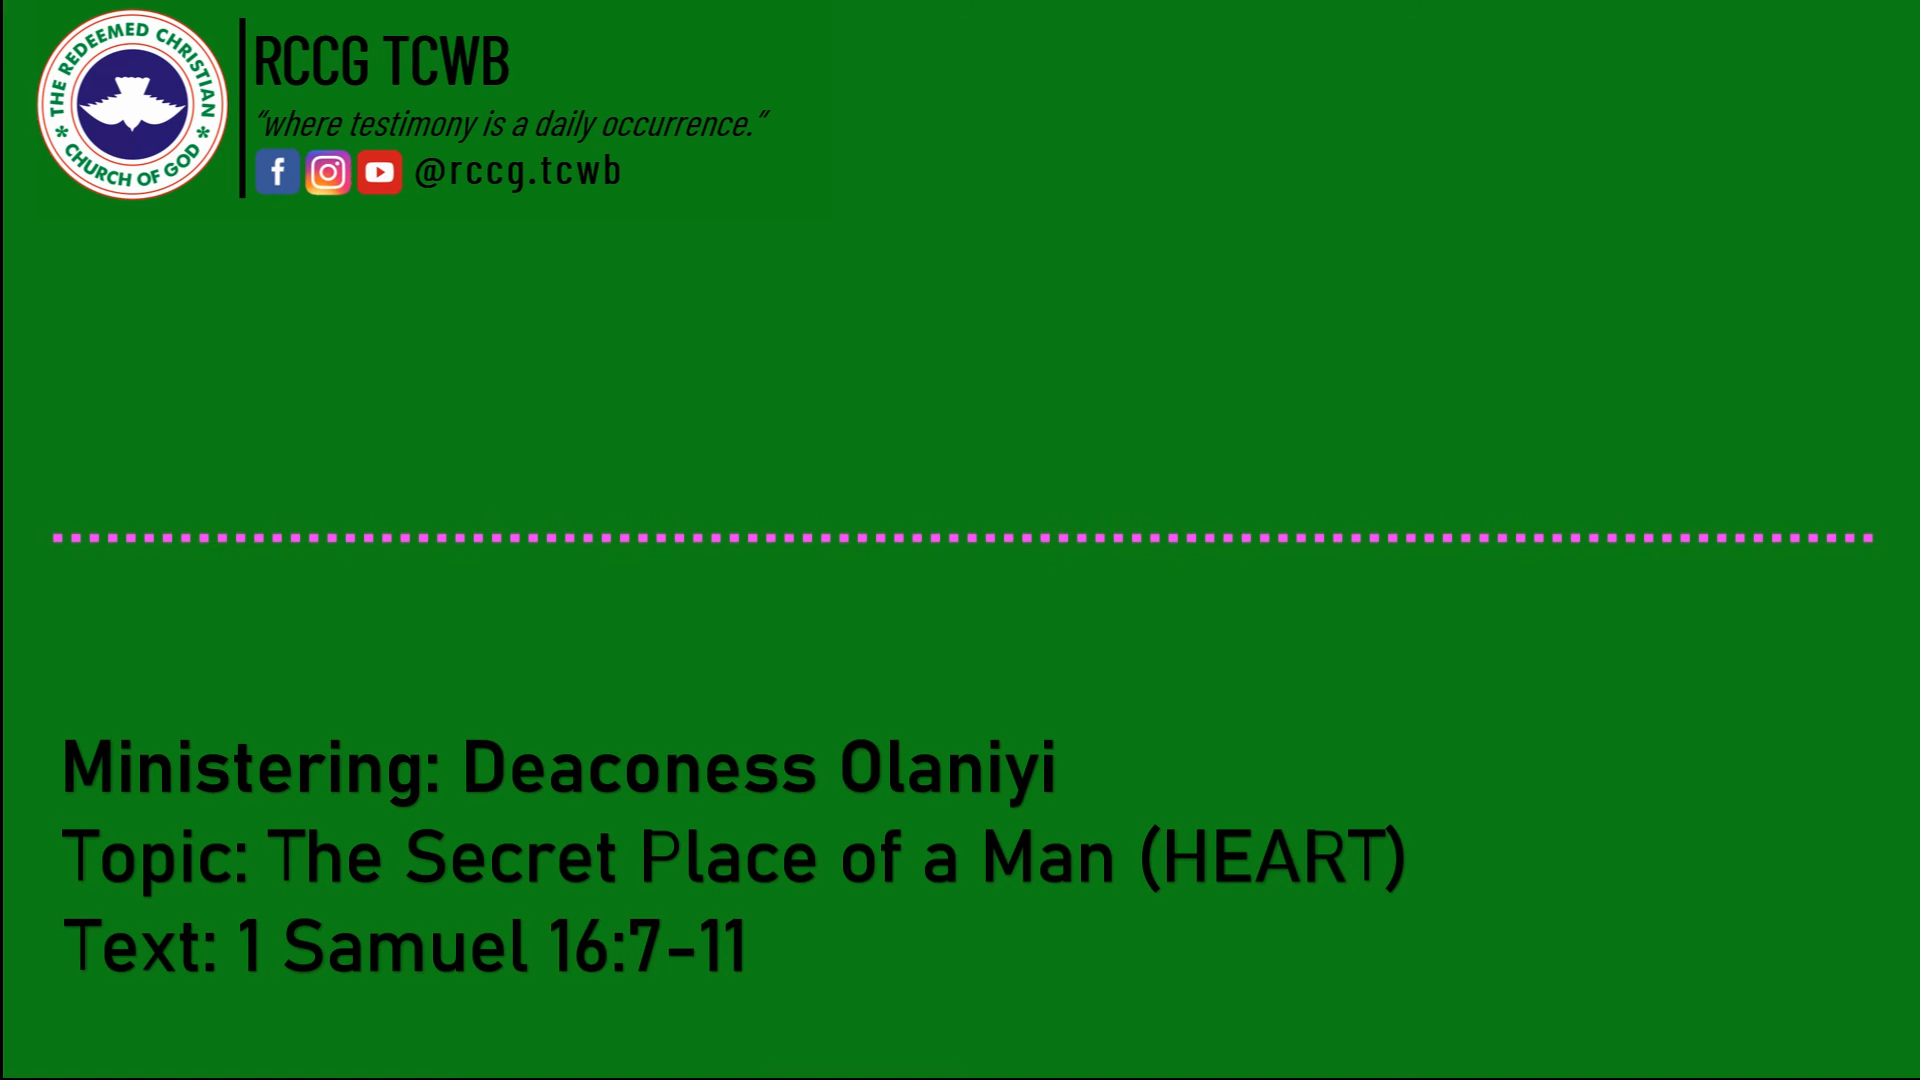 THE REDEEMED CHRISTIAN
* CHURCH OF GOD *
RCCG TCWB
“where testimony is a daily occurrence.”
f @rccg.tcwb
Ministering: Deaconess Olaniyi
Topic: The Secret Place of a Man (HEART)
Text: 1 Samuel 16:7-11